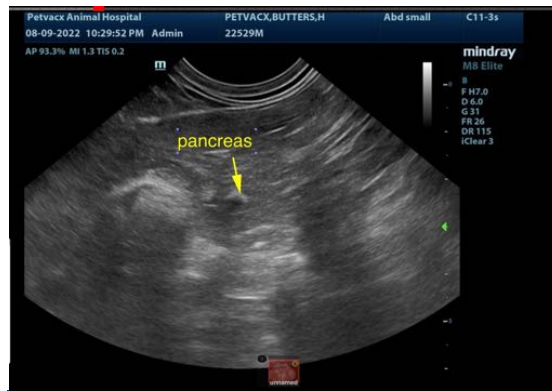 Petvacx Animal Hospital PETVACX,BUTTERS,H Abd small C11-3s
08-09-2022 10:29:52 PM Admin 22529M
AP 93.3% MI 1.3 TIS 0.2
mindray
M8 Elite
m
B
F H7.0
D 6.0
G 31
FR 26
DR 115
iClear 3
pancreas
unnamed